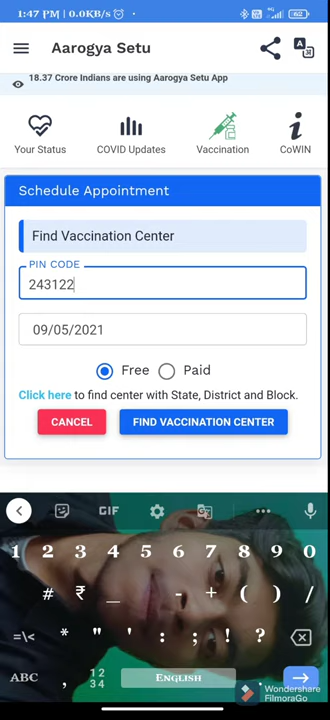 1:47 PM | 0.0KB/s
Aarogya Setu
18.37 Crore Indians are using Aarogya Setu App
Your Status
COVID Updates
Vaccination
CoWIN
Schedule Appointment
Find Vaccination Center
PIN CODE
243122
09/05/2021
Free
Paid
Click here to find center with State, District and Block.
CANCEL
FIND VACCINATION CENTER
GIF
1 2 3 4 5 6 7 8 9 0
# ₹ _ - + ( ) /
=\< * " ' : ; ! ?
ABC , 12 34 ENGLISH .
Wondershare
FilmoraGo